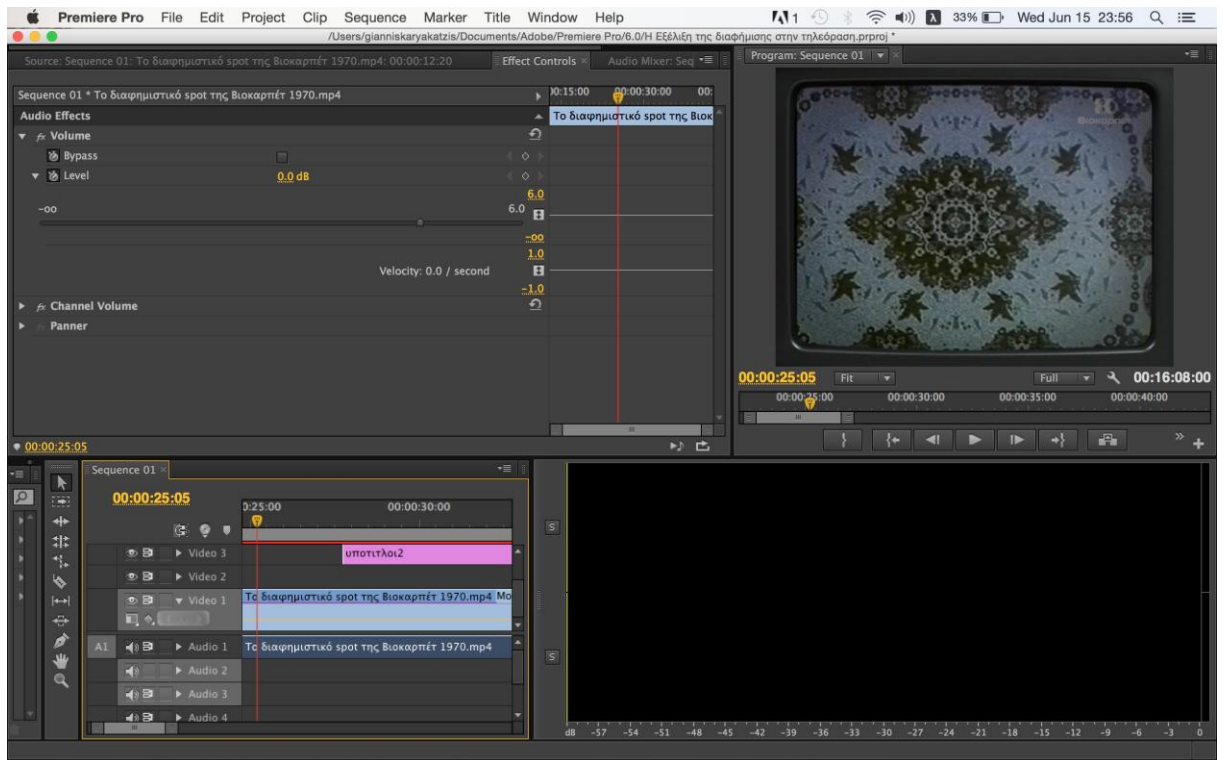 Premiere Pro File Edit Project Clip Sequence Marker Title Window Help 1 33% Wed Jun 15 23:56
/Users/gianniskaryakatzis/Documents/Adobe/Premiere Pro/6.0/Η Εξέλιξη της διαφήμισης στην τηλεόραση.prproj *
Source: Sequence 01: Το διαφημιστικό spot της Βιοκαρπέτ 1970.mp4: 00:00:12:20 Effect Controls × Audio Mixer: Seq
Program: Sequence 01 ×
Sequence 01 * Το διαφημιστικό spot της Βιοκαρπέτ 1970.mp4
00:15:00 00:00:30:00 00:
Audio Effects
Το διαφημιστικό spot της Βιοκ
fx Volume
Bypass
Level 0.0 dB
6.0
-∞ 6.0
-∞
1.0
Velocity: 0.0 / second
-1.0
fx Channel Volume
Panner
00:00:25:05
00:00:25:05 Fit Full 00:16:08:00
00:00:25:00 00:00:30:00 00:00:35:00 00:00:40:00
Sequence 01 ×
00:00:25:05
0:25:00 00:00:30:00
Video 3 υποτιτλοι2
Video 2
Video 1 Το διαφημιστικό spot της Βιοκαρπέτ 1970.mp4 Mo
A1 Audio 1 Το διαφημιστικό spot της Βιοκαρπέτ 1970.mp4
Audio 2
Audio 3
Audio 4
S
S
dB -57 -54 -51 -48 -45 -42 -39 -36 -33 -30 -27 -24 -21 -18 -15 -12 -9 -6 -3 0